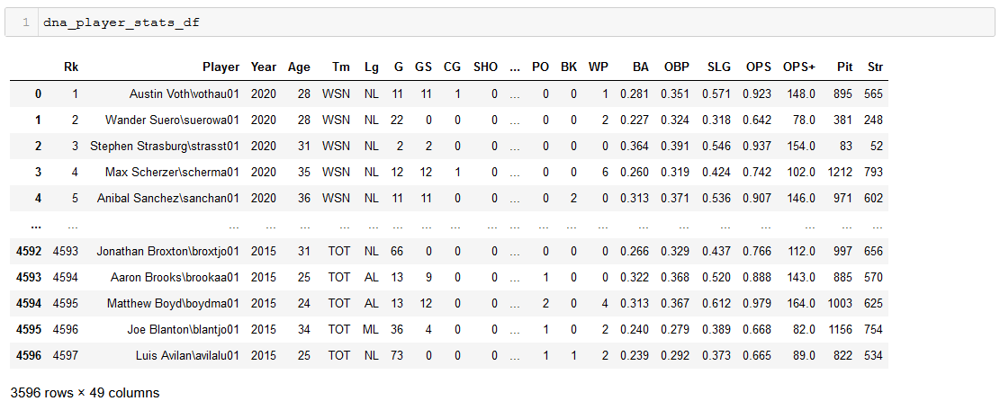 1 dna_player_stats_df
Rk Player Year Age Tm Lg G GS CG SHO ... PO BK WP BA OBP SLG OPS OPS+ Pit Str
0 1 Austin Voth\vothau01 2020 28 WSN NL 11 11 1 0 ... 0 0 1 0.281 0.351 0.571 0.923 148.0 895 565
1 2 Wander Suero\suerowa01 2020 28 WSN NL 22 0 0 0 ... 0 0 2 0.227 0.324 0.318 0.642 78.0 381 248
2 3 Stephen Strasburg\strasst01 2020 31 WSN NL 2 2 0 0 ... 0 0 0 0.364 0.391 0.546 0.937 154.0 83 52
3 4 Max Scherzer\scherma01 2020 35 WSN NL 12 12 1 0 ... 0 0 6 0.260 0.319 0.424 0.742 102.0 1212 793
4 5 Anibal Sanchez\sanchan01 2020 36 WSN NL 11 11 0 0 ... 0 2 0 0.313 0.371 0.536 0.907 146.0 971 602
... ... ... ... ... ... ... ... ... ... ... ... ... ... ... ... ... ... ... ... ... ...
4592 4593 Jonathan Broxton\broxtjo01 2015 31 TOT NL 66 0 0 0 ... 0 0 0 0.266 0.329 0.437 0.766 112.0 997 656
4593 4594 Aaron Brooks\brookaa01 2015 25 TOT AL 13 9 0 0 ... 1 0 0 0.322 0.368 0.520 0.888 143.0 885 570
4594 4595 Matthew Boyd\boydma01 2015 24 TOT AL 13 12 0 0 ... 2 0 4 0.313 0.367 0.612 0.979 164.0 1003 625
4595 4596 Joe Blanton\blantjo01 2015 34 TOT ML 36 4 0 0 ... 1 0 2 0.240 0.279 0.389 0.668 82.0 1156 754
4596 4597 Luis Avilan\avilalu01 2015 25 TOT NL 73 0 0 0 ... 1 1 2 0.239 0.292 0.373 0.665 89.0 822 534
3596 rows × 49 columns